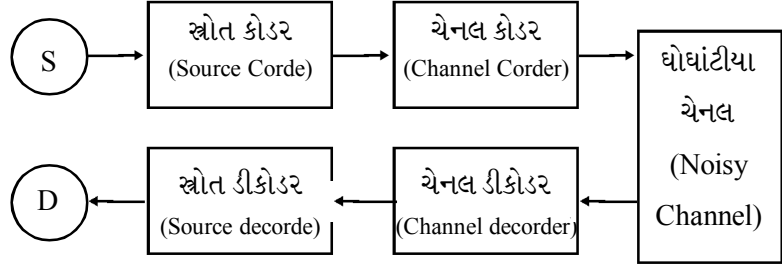 S
સ્ત્રોત કોડર
(Source Corde)
ચેનલ કોડર
(Channel Corder)
ઘોઘાંટીયા
ચેનલ
(Noisy
Channel)
D
સ્ત્રોત ડીકોડર
(Source decorde)
ચેનલ ડીકોડર
(Channel decorder)